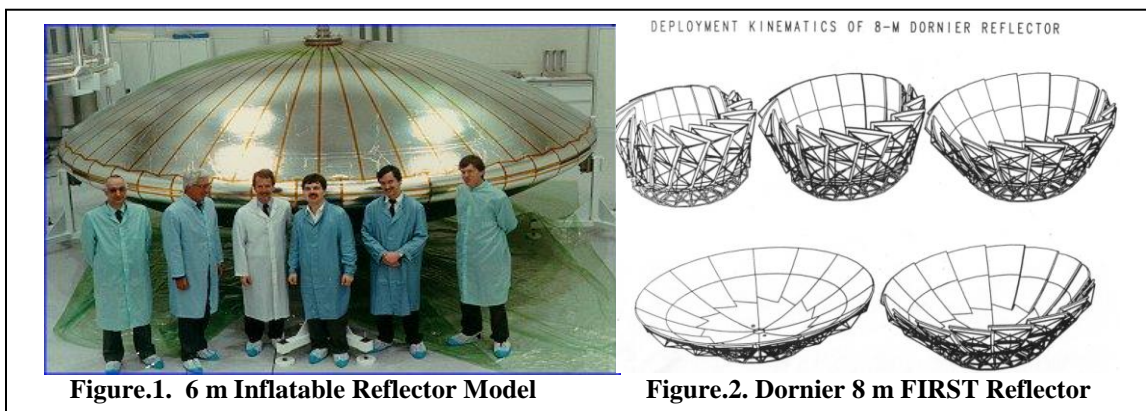 DEPLOYMENT KINEMATICS OF 8-M DORNIER REFLECTOR
Figure.1.  6 m Inflatable Reflector Model
Figure.2. Dornier 8 m FIRST Reflector